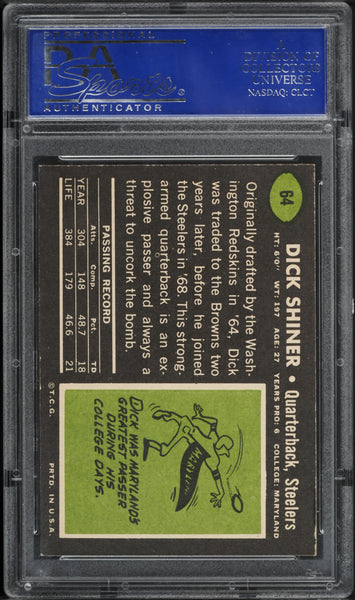 PROFESSIONAL
PSA
Sports
®
AUTHENTICATOR
A
DIVISION OF
COLLECTORS
UNIVERSE
NASDAQ: CLCT
64
DICK SHINER • Quarterback, Steelers
HT: 6'0" WT: 197 AGE: 27 YEARS PRO: 6 COLLEGE: MARYLAND
Originally drafted by the Wash-
ington Redskins in '64, Dick
was traded to the Browns two
years later, before he joined
the Steelers in '68. This strong-
armed quarterback is an ex-
plosive passer and always a
threat to uncork the bomb.
PASSING RECORD
Atts. Comp. Pct. TD
YEAR 304 148 48.7 18
LIFE 384 179 46.6 21
MARYLAND
DICK WAS MARYLAND'S
GREATEST PASSER
DURING HIS
COLLEGE DAYS.
© T.C.G. PRTD. IN U.S.A.